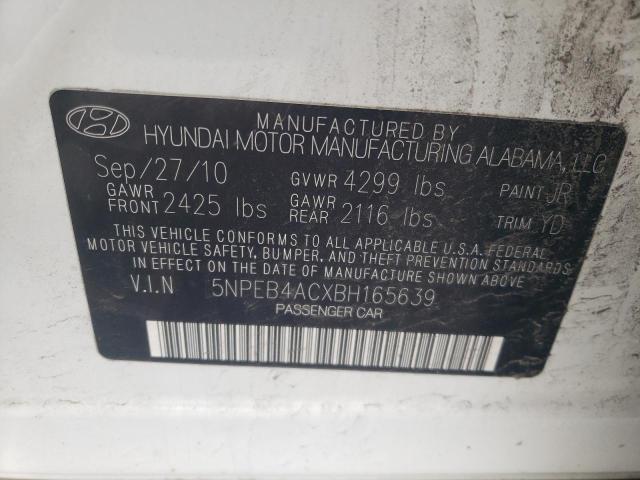 MANUFACTURED BY
HYUNDAI MOTOR MANUFACTURING ALABAMA, LLC
Sep/27/10 GVWR 4299 lbs PAINT JR
GAWR FRONT 2425 lbs GAWR REAR 2116 lbs TRIM YD
THIS VEHICLE CONFORMS TO ALL APPLICABLE U.S.A. FEDERAL
MOTOR VEHICLE SAFETY, BUMPER, AND THEFT PREVENTION STANDARDS
IN EFFECT ON THE DATE OF MANUFACTURE SHOWN ABOVE
V.I.N 5NPEB4ACXBH165639
PASSENGER CAR